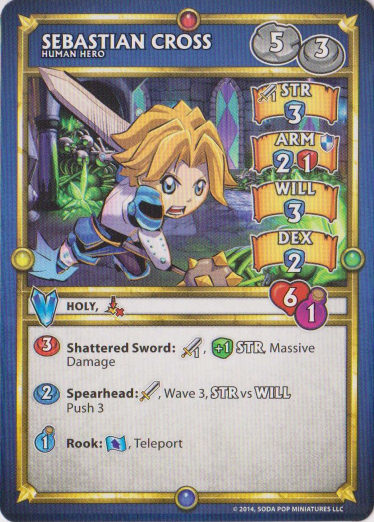 SEBASTIAN CROSS
HUMAN HERO
5 3
1 STR
3
ARM
2 1
WILL
3
DEX
2
6
1
HOLY,
3 Shattered Sword: 1, +1 STR, Massive
Damage
2 Spearhead: , Wave 3, STR vs WILL
Push 3
1 Rook: , Teleport
© 2014, SODA POP MINIATURES LLC